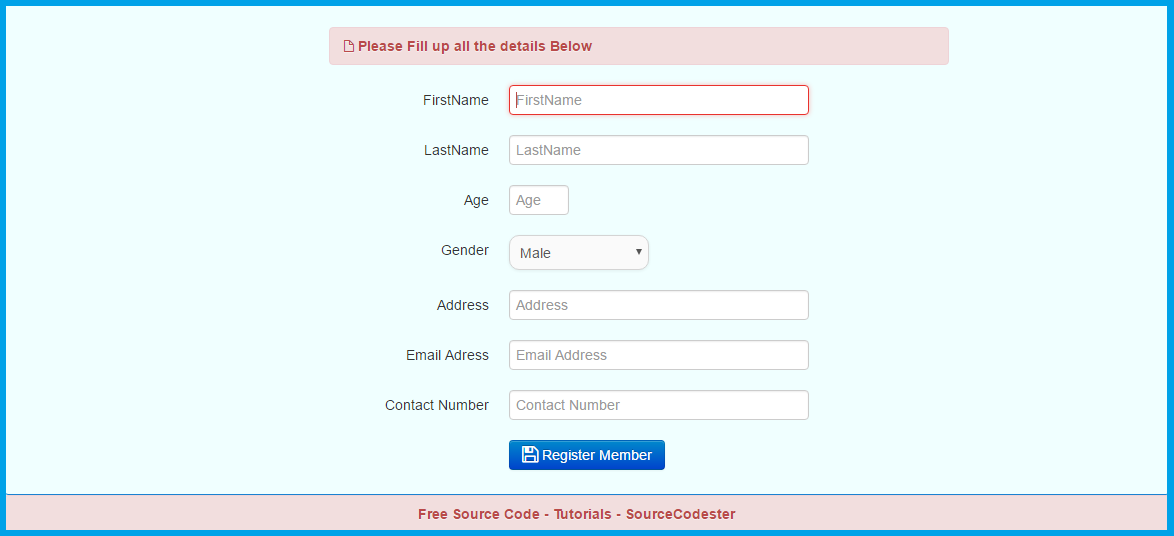 Please Fill up all the details Below
FirstName FirstName
LastName LastName
Age Age
Gender Male
Address Address
Email Adress Email Address
Contact Number Contact Number
Register Member
Free Source Code - Tutorials - SourceCodester